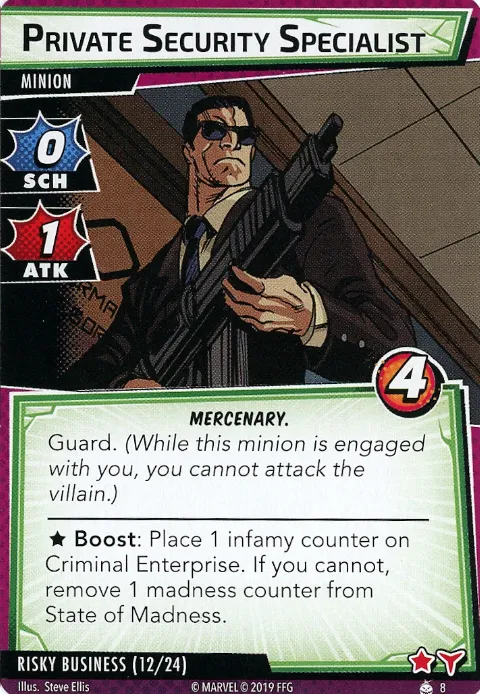 PRIVATE SECURITY SPECIALIST
MINION
0
SCH
1
ATK
4
MERCENARY.
Guard. (While this minion is engaged
with you, you cannot attack the
villain.)
★ Boost: Place 1 infamy counter on
Criminal Enterprise. If you cannot,
remove 1 madness counter from
State of Madness.
RISKY BUSINESS (12/24)
Illus. Steve Ellis
© MARVEL © 2019 FFG
8